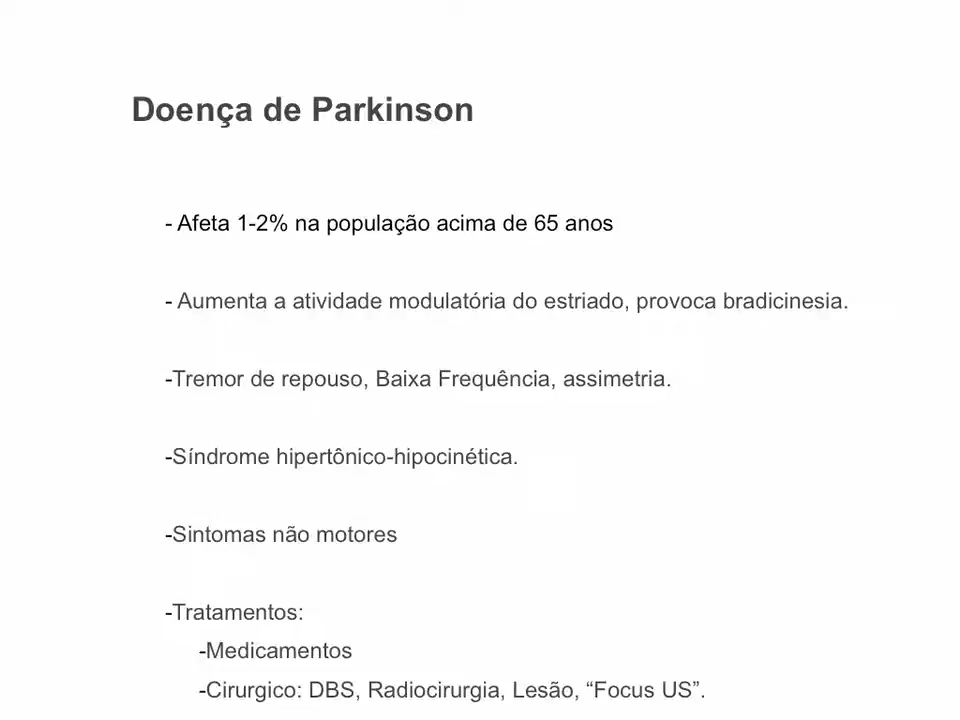 Doença de Parkinson
- Afeta 1-2% na população acima de 65 anos
- Aumenta a atividade modulatória do estriado, provoca bradicinesia.
-Tremor de repouso, Baixa Frequência, assimetria.
-Síndrome hipertônico-hipocinética.
-Sintomas não motores
-Tratamentos:
-Medicamentos
-Cirurgico: DBS, Radiocirurgia, Lesão, “Focus US”.